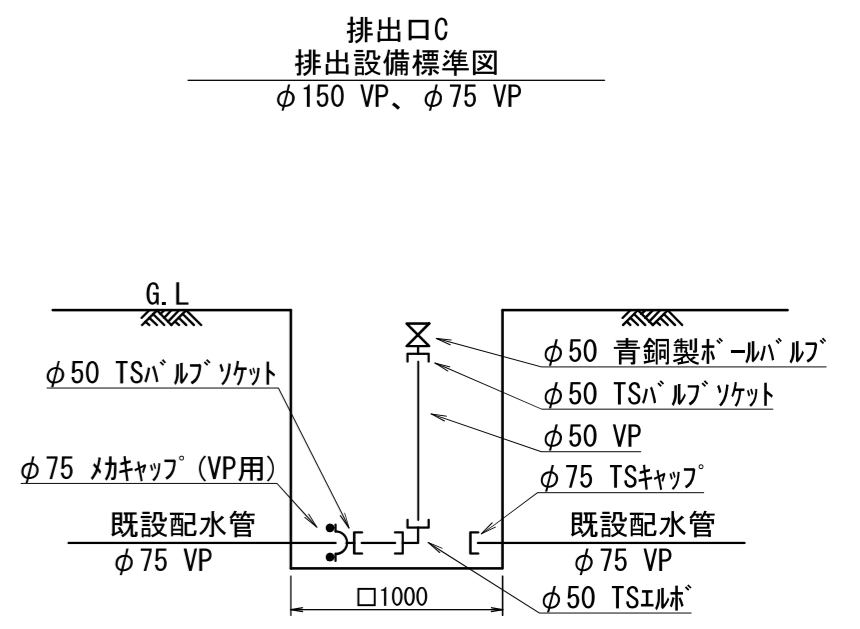 排出口C
排出設備標準図
φ150 VP、φ75 VP
G.L
φ50 青銅製ﾎﾞｰﾙﾊﾞﾙﾌﾞ
φ50 TSﾊﾞﾙﾌﾞｿｹｯﾄ
φ50 TSﾊﾞﾙﾌﾞｿｹｯﾄ
φ50 VP
φ75 ﾒｶｷｬｯﾌﾟ(VP用)
φ75 TSｷｬｯﾌﾟ
既設配水管
φ75 VP
既設配水管
φ75 VP
□1000
φ50 TSｴﾙﾎﾞ